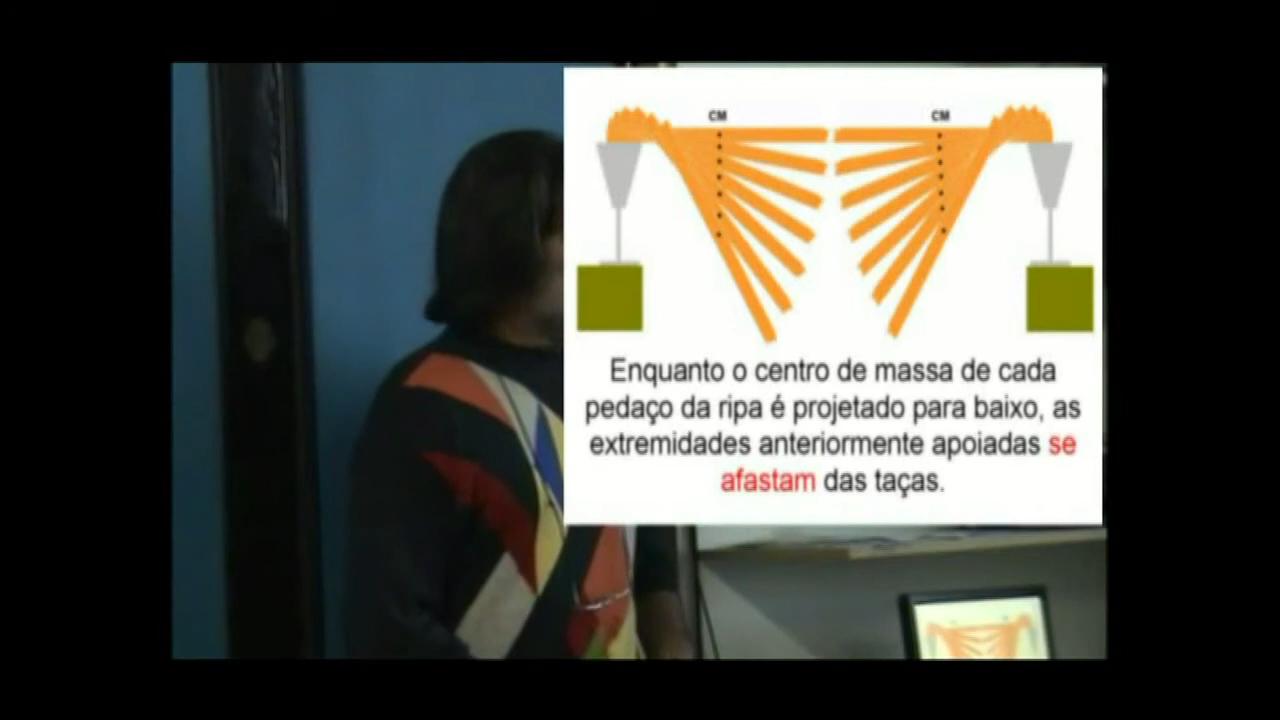 CM CM
Enquanto o centro de massa de cada
pedaço da ripa é projetado para baixo, as
extremidades anteriormente apoiadas se
afastam das taças.